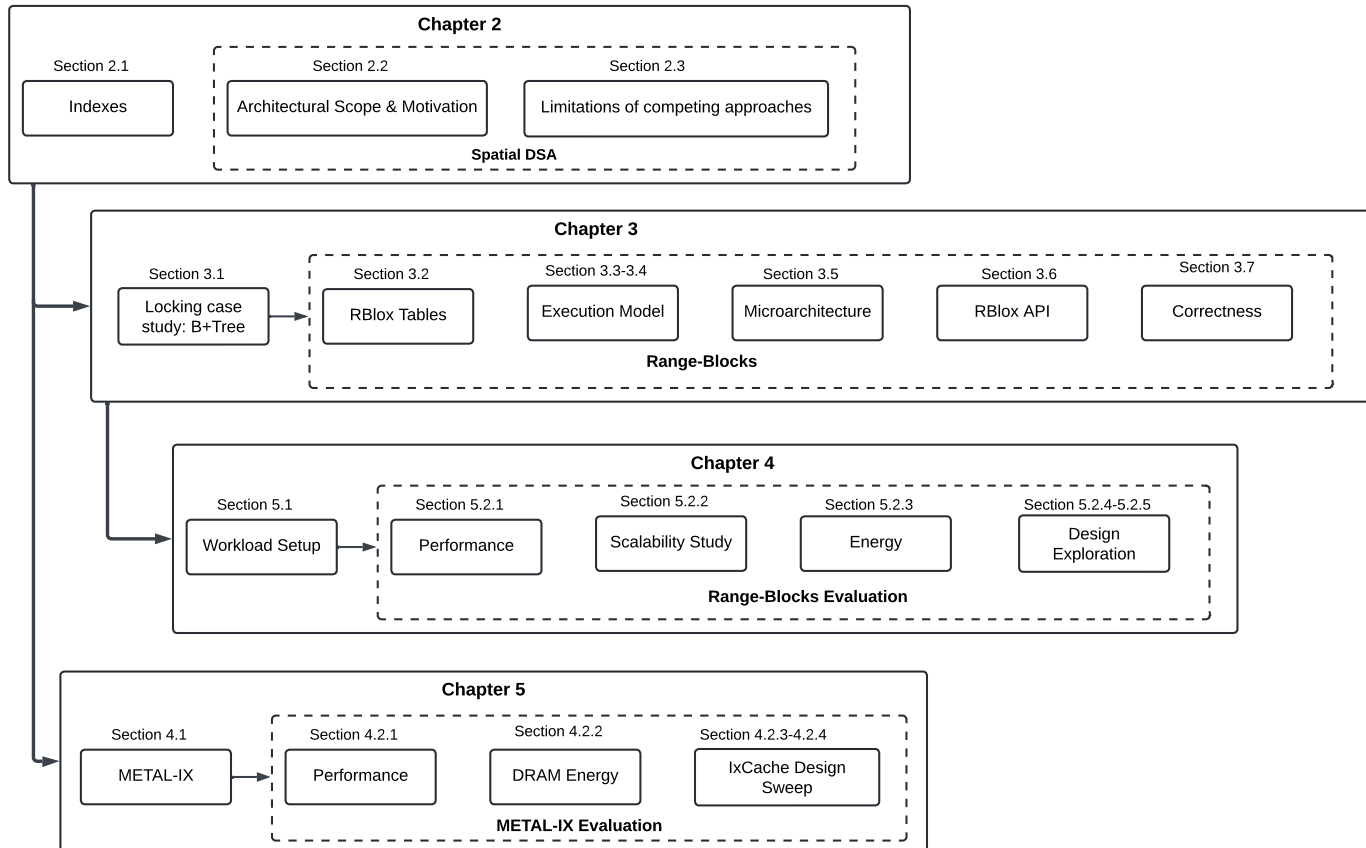 Chapter 2
Section 2.1
Indexes
Section 2.2
Architectural Scope & Motivation
Section 2.3
Limitations of competing approaches
Spatial DSA
Chapter 3
Section 3.1
Locking case
study: B+Tree
Section 3.2
RBlox Tables
Section 3.3-3.4
Execution Model
Section 3.5
Microarchitecture
Section 3.6
RBlox API
Section 3.7
Correctness
Range-Blocks
Chapter 4
Section 5.1
Workload Setup
Section 5.2.1
Performance
Section 5.2.2
Scalability Study
Section 5.2.3
Energy
Section 5.2.4-5.2.5
Design
Exploration
Range-Blocks Evaluation
Chapter 5
Section 4.1
METAL-IX
Section 4.2.1
Performance
Section 4.2.2
DRAM Energy
Section 4.2.3-4.2.4
IxCache Design
Sweep
METAL-IX Evaluation